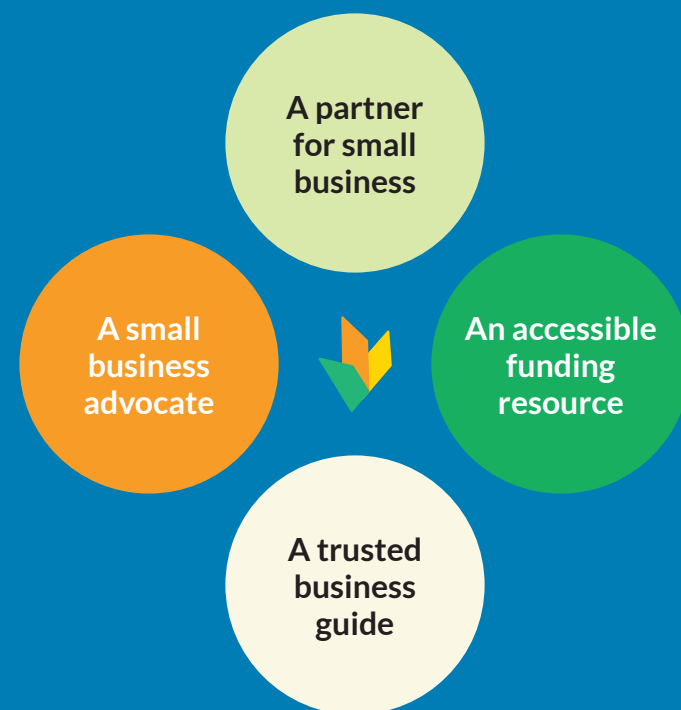 A partner
for small
business
A small
business
advocate
An accessible
funding
resource
A trusted
business
guide